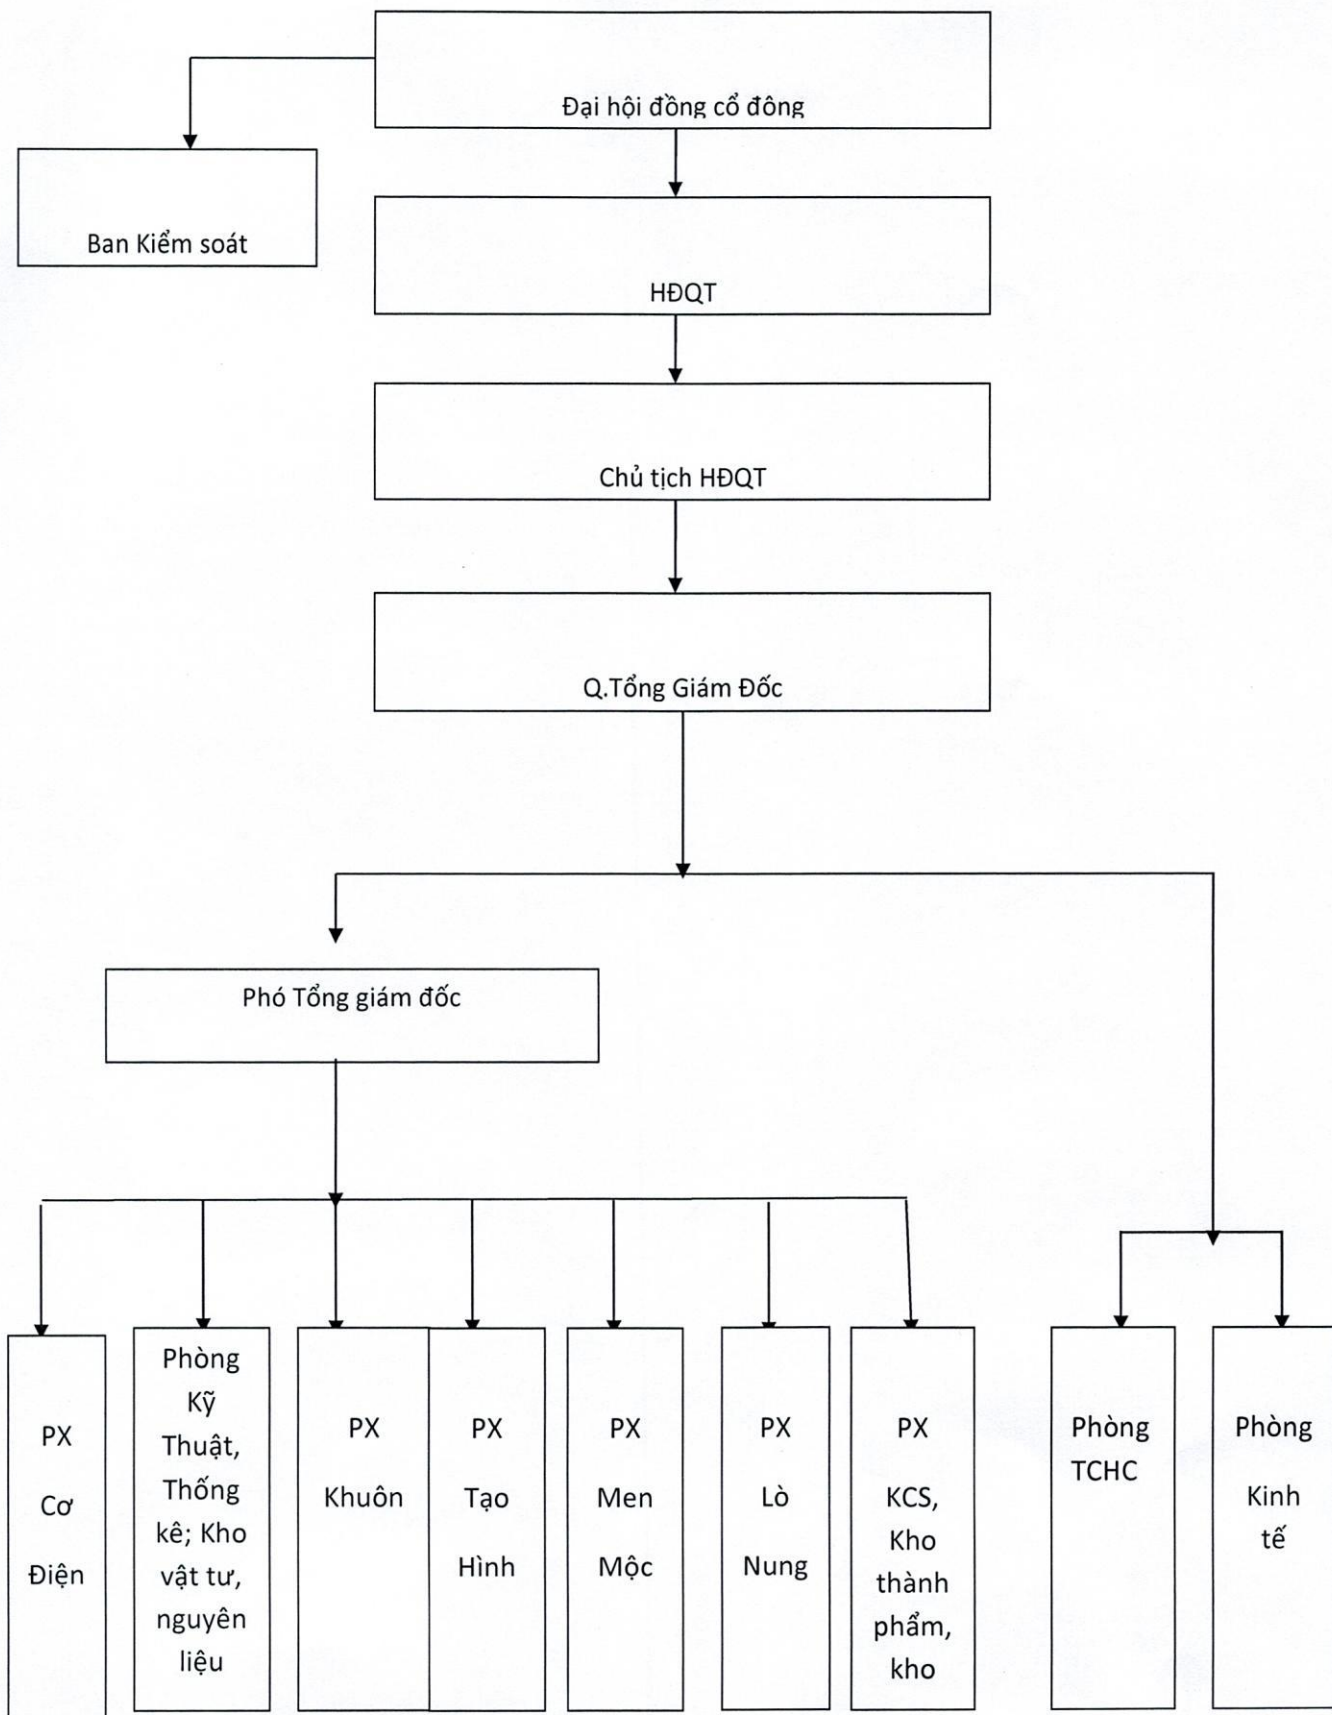 Đại hội đồng cổ đông
Ban Kiểm soát
HĐQT
Chủ tịch HĐQT
Q.Tổng Giám Đốc
Phó Tổng giám đốc
PX
Cơ
Điện
Phòng
Kỹ
Thuật,
Thống
kê; Kho
vật tư,
nguyên
liệu
PX
Khuôn
PX
Tạo
Hình
PX
Men
Mộc
PX
Lò
Nung
PX
KCS,
Kho
thành
phẩm,
kho
Phòng
TCHC
Phòng
Kinh
tế